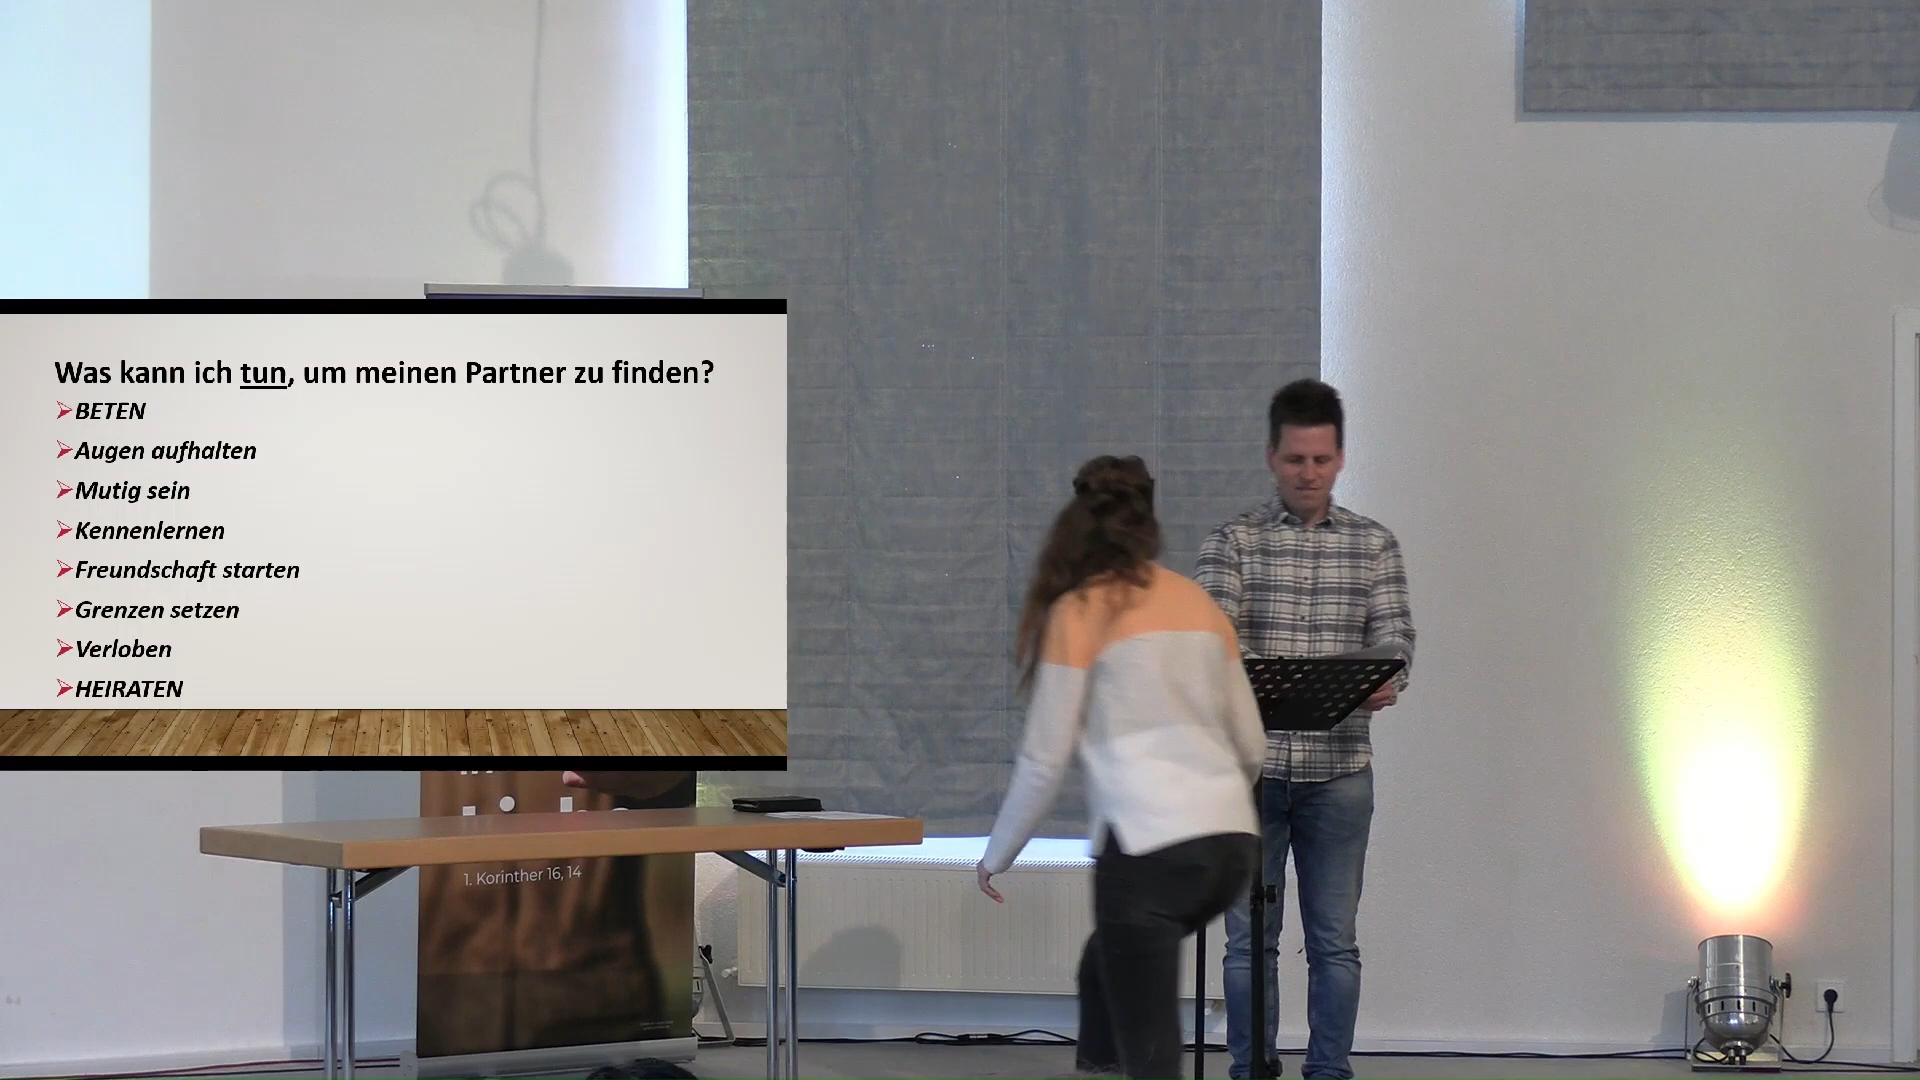 Was kann ich tun, um meinen Partner zu finden?
BETEN
Augen aufhalten
Mutig sein
Kennenlernen
Freundschaft starten
Grenzen setzen
Verloben
HEIRATEN
1. Korinther 16, 14